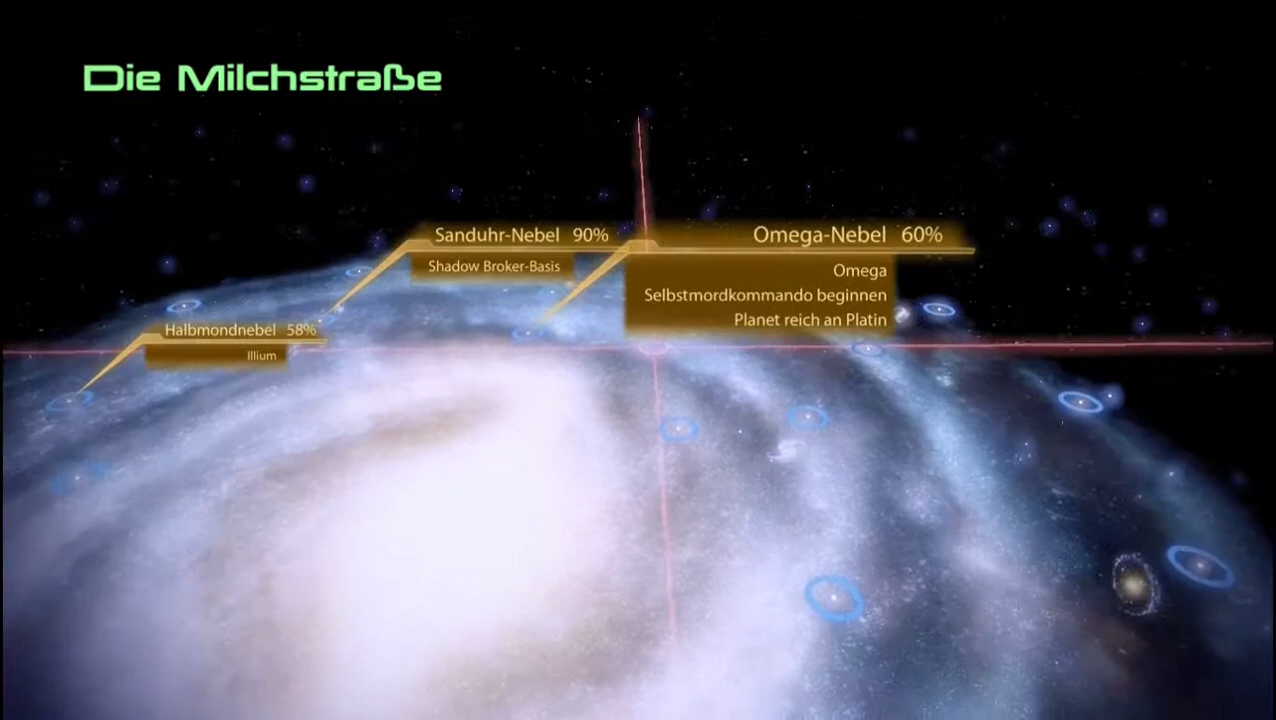 Die Milchstraße
Sanduhr-Nebel 90%
Shadow Broker-Basis
Omega-Nebel 60%
Omega
Selbstmordkommando beginnen
Planet reich an Platin
Halbmondnebel 58%
Illium